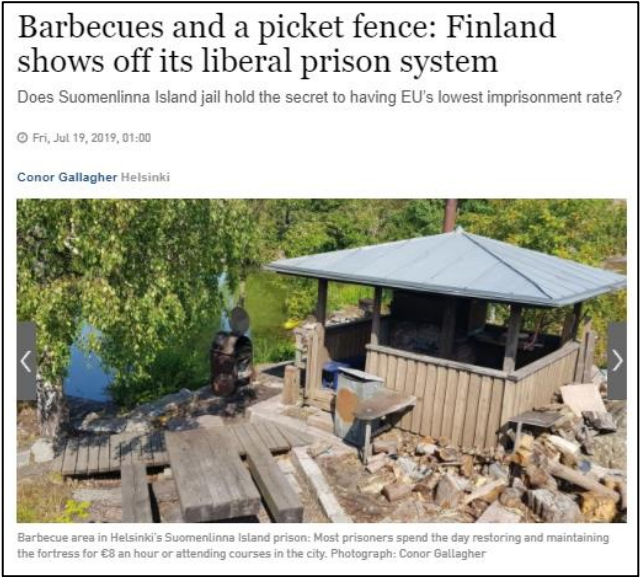 Barbecues and a picket fence: Finland
shows off its liberal prison system
Does Suomenlinna Island jail hold the secret to having EU's lowest imprisonment rate?
Fri, Jul 19, 2019, 01:00
Conor Gallagher Helsinki
Barbecue area in Helsinki's Suomenlinna Island prison: Most prisoners spend the day restoring and maintaining
the fortress for €8 an hour or attending courses in the city. Photograph: Conor Gallagher